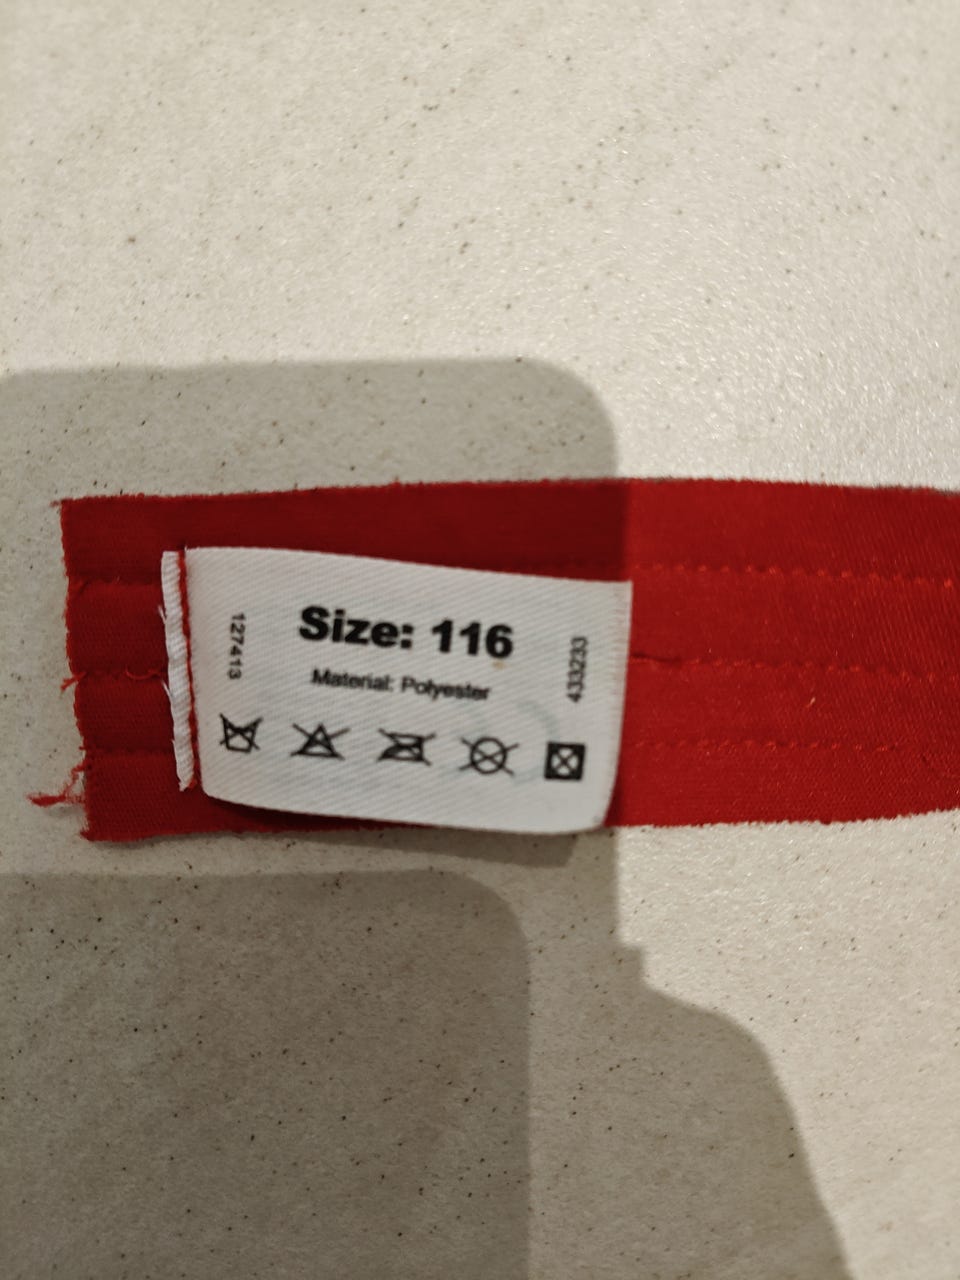 127413
Size: 116
Material: Polyester
433233